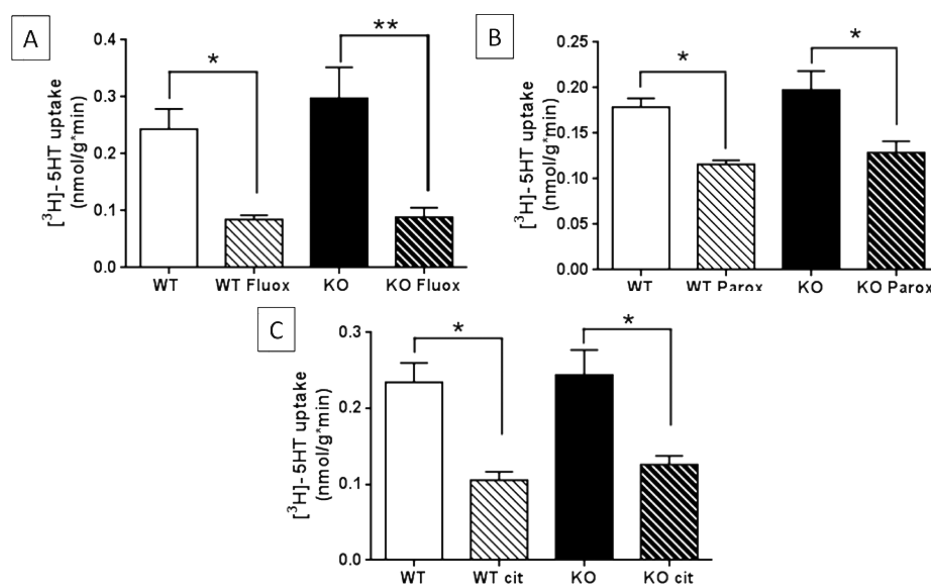 A
[³H]- 5HT uptake
(nmol/g*min)
0.4
0.3
0.2
0.1
0.0
*
**
WT
WT Fluox
KO
KO Fluox
B
[³H]- 5HT uptake
(nmol/g*min)
0.25
0.20
0.15
0.10
0.05
0.00
*
*
WT
WT Parox
KO
KO Parox
C
[³H]- 5HT uptake
(nmol/g*min)
0.3
0.2
0.1
0.0
*
*
WT
WT cit
KO
KO cit